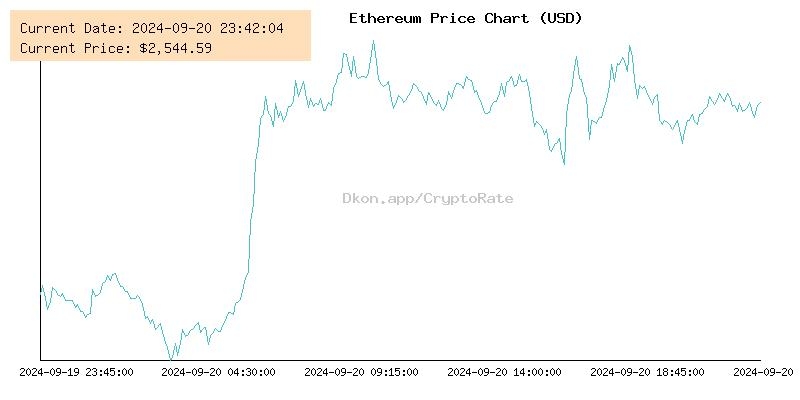 Ethereum Price Chart (USD)
Current Date: 2024-09-20 23:42:04
Current Price: $2,544.59
Dkon.app/CryptoRate
2024-09-19 23:45:00
2024-09-20 04:30:00
2024-09-20 09:15:00
2024-09-20 14:00:00
2024-09-20 18:45:00
2024-09-20